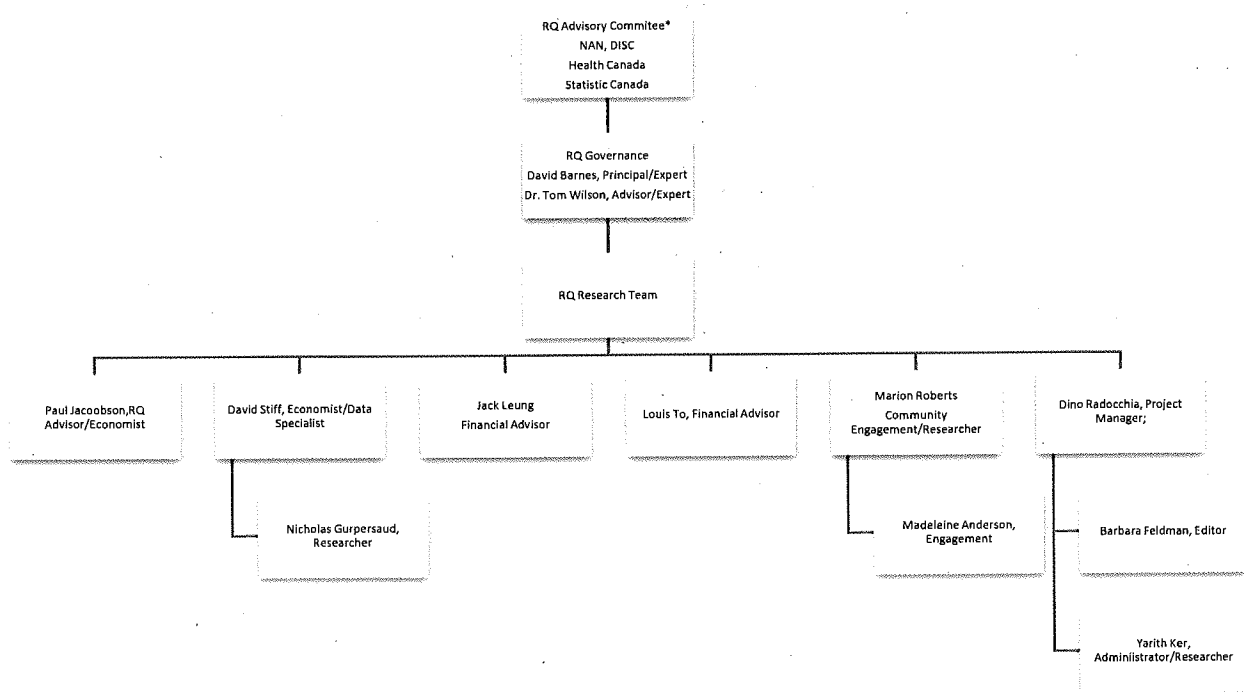 RQ Advisory Commitee*
NAN, DISC
Health Canada
Statistic Canada
RQ Governance
David Barnes, Principal/Expert
Dr. Tom Wilson, Advisor/Expert
RQ Research Team
Paul Jacoobson,RQ
Advisor/Economist
David Stiff, Economist/Data
Specialist
Jack Leung
Financial Advisor
Louis To, Financial Advisor
Marion Roberts
Community
Engagement/Researcher
Dino Radocchia, Project
Manager;
Nicholas Gurpersaud,
Researcher
Madeleine Anderson,
Engagement
Barbara Feldman, Editor
Yarith Ker,
Adminiistrator/Researcher